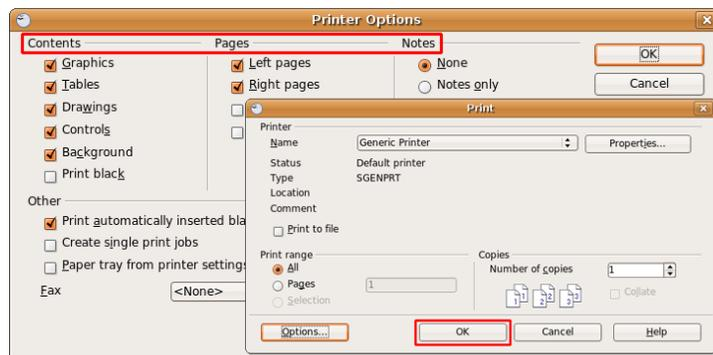 Printer Options
Contents Pages Notes
Graphics Left pages None OK
Tables Right pages Notes only Cancel
Drawings
Controls
Background
Print black
Other
Print automatically inserted bla
Create single print jobs
Paper tray from printer settings
Fax <None>
Print
Printer
Name Generic Printer Properties...
Status Default printer
Type SGENPRT
Location
Comment
Print to file
Print range Copies
All Number of copies 1
Pages 1
Selection Collate
Options... OK Cancel Help